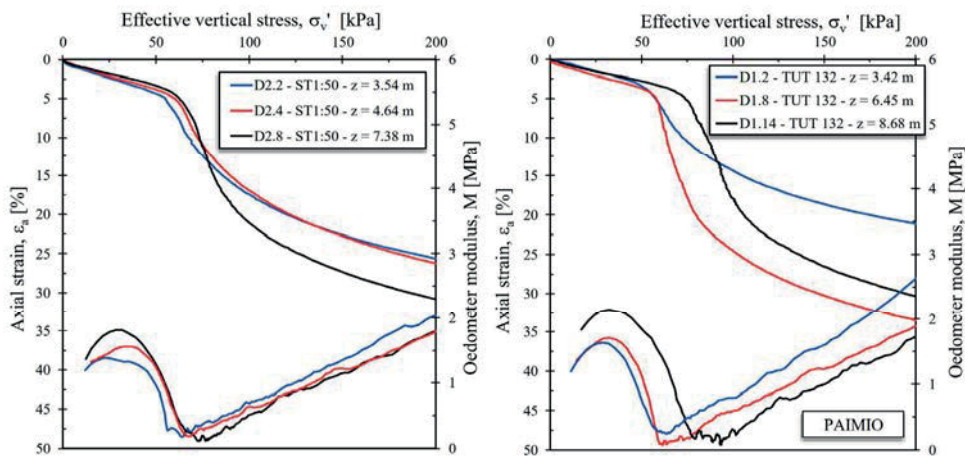 Effective vertical stress, σv' [kPa]
0 50 100 150 200
0
5
10
15
20
25
30
35
40
45
50
Axial strain, εa [%]
D2.2 - ST1:50 - z = 3.54 m
D2.4 - ST1:50 - z = 4.64 m
D2.8 - ST1:50 - z = 7.38 m
6
5
4
3
2
1
0
Oedometer modulus, M [MPa]
Effective vertical stress, σv' [kPa]
0 50 100 150 200
0
5
10
15
20
25
30
35
40
45
50
Axial strain, εa [%]
D1.2 - TUT 132 - z = 3.42 m
D1.8 - TUT 132 - z = 6.45 m
D1.14 - TUT 132 - z = 8.68 m
6
5
4
3
2
1
0
Oedometer modulus, M [MPa]
PAIMIO